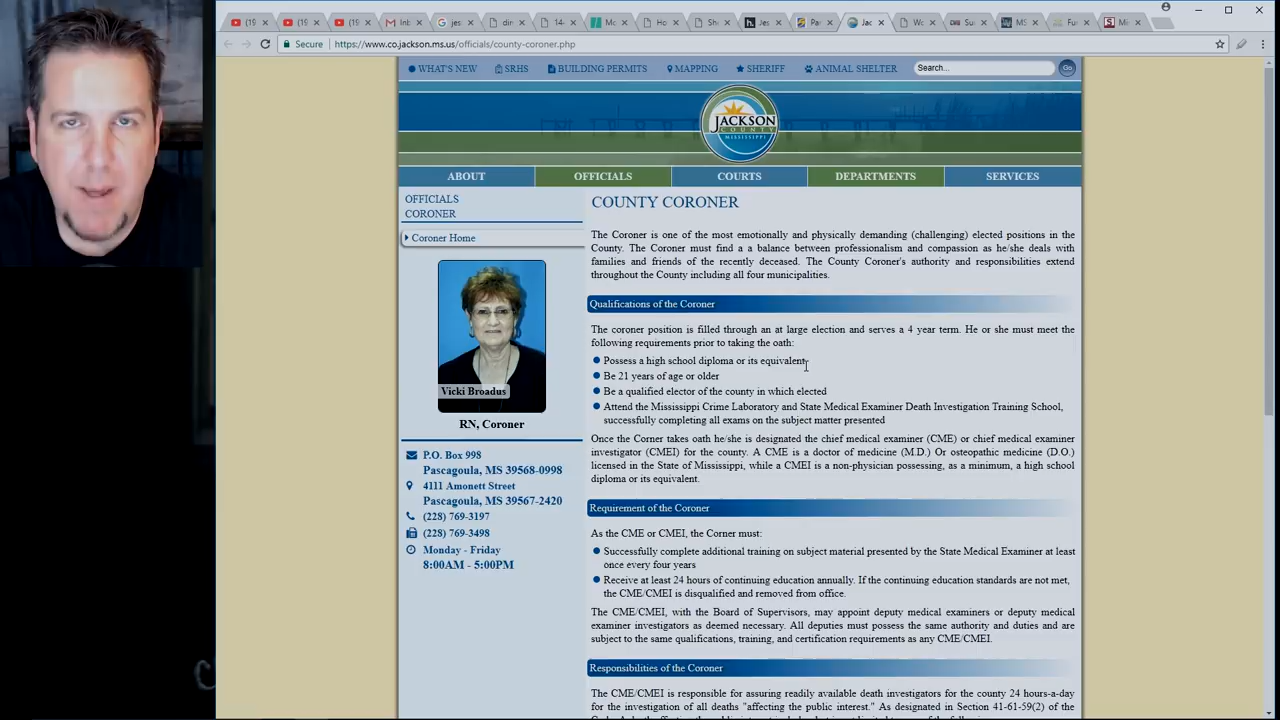 (19
(19
(19
Inb
jes
din
14-
Mo
Ho
She
Jes
Pas
Jac
Wo
Sur
MS
Fur
Mi
Secure
https://www.co.jackson.ms.us/officials/county-coroner.php
WHAT'S NEW
SRHS
BUILDING PERMITS
MAPPING
SHERIFF
ANIMAL SHELTER
Search...
Go
JACKSON
COUNTY
MISSISSIPPI
ABOUT
OFFICIALS
COURTS
DEPARTMENTS
SERVICES
OFFICIALS
CORONER
Coroner Home
Vicki Broadus
RN, Coroner
P.O. Box 998
Pascagoula, MS 39568-0998
4111 Amonett Street
Pascagoula, MS 39567-2420
(228) 769-3197
(228) 769-3498
Monday - Friday
8:00AM - 5:00PM
COUNTY CORONER
The Coroner is one of the most emotionally and physically demanding (challenging) elected positions in the
County. The Coroner must find a a balance between professionalism and compassion as he/she deals with
families and friends of the recently deceased. The County Coroner's authority and responsibilities extend
throughout the County including all four municipalities.
Qualifications of the Coroner
The coroner position is filled through an at large election and serves a 4 year term. He or she must meet the
following requirements prior to taking the oath:
Possess a high school diploma or its equivalent
Be 21 years of age or older
Be a qualified elector of the county in which elected
Attend the Mississippi Crime Laboratory and State Medical Examiner Death Investigation Training School,
successfully completing all exams on the subject matter presented
Once the Corner takes oath he/she is designated the chief medical examiner (CME) or chief medical examiner
investigator (CMEI) for the county. A CME is a doctor of medicine (M.D.) Or osteopathic medicine (D.O.)
licensed in the State of Mississippi, while a CMEI is a non-physician possessing, as a minimum, a high school
diploma or its equivalent.
Requirement of the Coroner
As the CME or CMEI, the Corner must:
Successfully complete additional training on subject material presented by the State Medical Examiner at least
once every four years
Receive at least 24 hours of continuing education annually. If the continuing education standards are not met,
the CME/CMEI is disqualified and removed from office.
The CME/CMEI, with the Board of Supervisors, may appoint deputy medical examiners or deputy medical
examiner investigators as deemed necessary. All deputies must possess the same authority and duties and are
subject to the same qualifications, training, and certification requirements as any CME/CMEI.
Responsibilities of the Coroner
The CME/CMEI is responsible for assuring readily available death investigators for the county 24 hours-a-day
for the investigation of all deaths "affecting the public interest." As designated in Section 41-61-59(2) of the